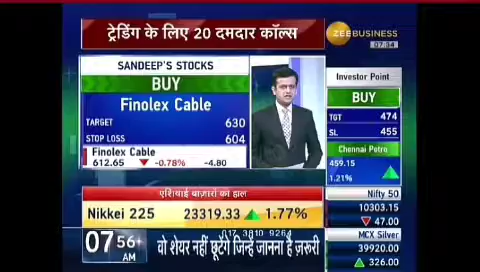 ट्रेडिंग के लिए 20 दमदार कॉल्स
ZEEBUSINESS
07:54
SANDEEP'S STOCKS
BUY
Finolex Cable
TARGET 630
STOP LOSS 604
Finolex Cable
612.65 -0.78% -4.80
Investor Point
BUY
TGT 474
SL 455
Chennai Petro
459.15
1.21%
एशियाई बाज़ारों का हाल
Nikkei 225 23319.33 1.77%
Nifty 50
10303.15
47.00
MCX Silver
39920.00
326.00
07:56
AM
वो शेयर नहीं छूटेंगे जिन्हें जानना है ज़रूरी